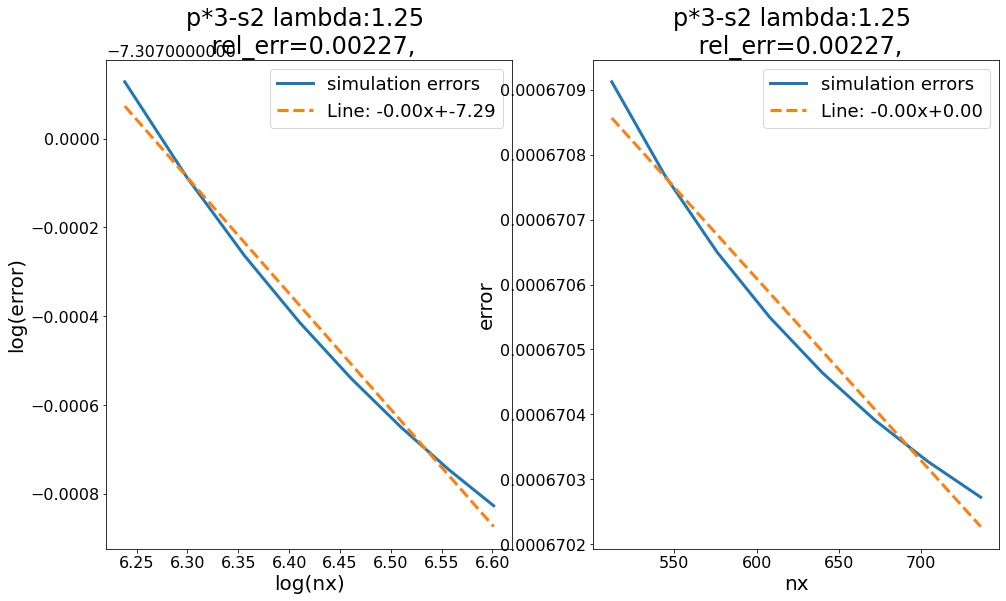 p*3-s2 lambda:1.25
rel_err=0.00227,
−7.3070000000
simulation errors
Line: -0.00x+-7.29
0.0000
−0.0002
−0.0004
−0.0006
−0.0008
log(error)
6.25 6.30 6.35 6.40 6.45 6.50 6.55 6.60
log(nx)
p*3-s2 lambda:1.25
rel_err=0.00227,
simulation errors
Line: -0.00x+0.00
0.0006709
0.0006708
0.0006707
0.0006706
0.0006705
0.0006704
0.0006703
0.0006702
error
550 600 650 700
nx